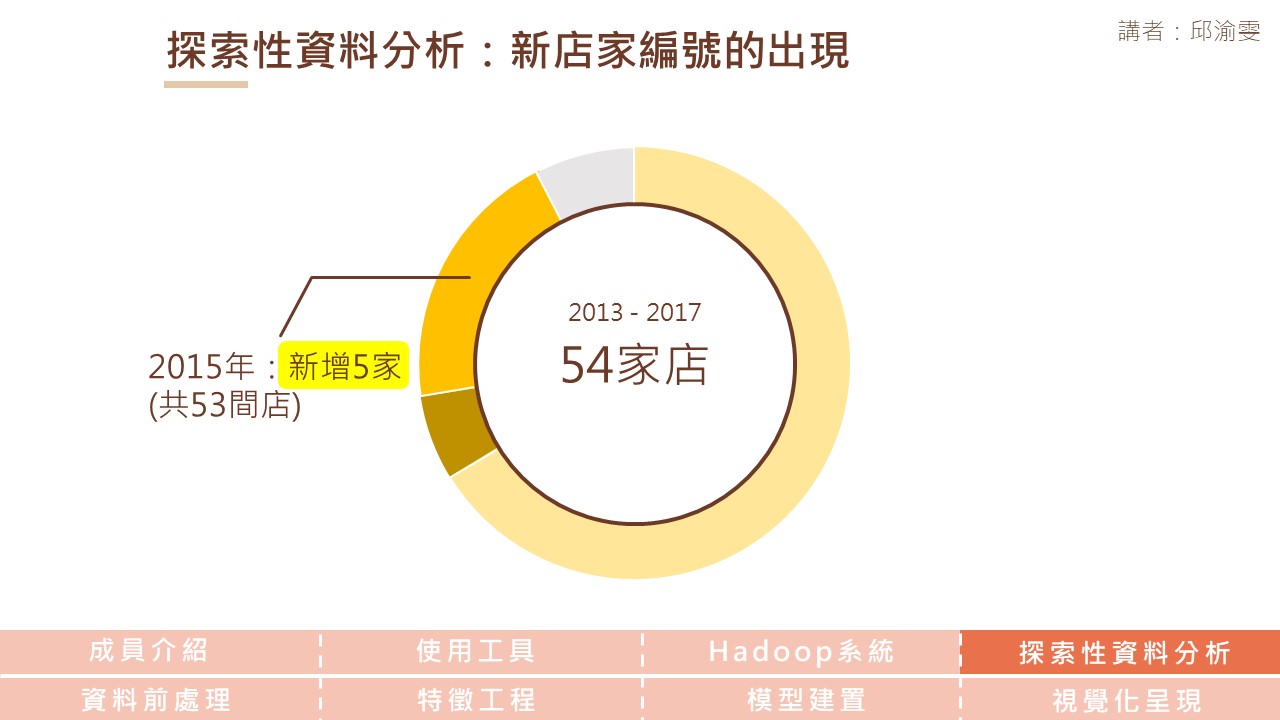 探索性資料分析：新店家編號的出現
講者：邱渝雯
2013 - 2017
54家店
2015年：新增5家
(共53間店)
成員介紹
使用工具
Hadoop系統
探索性資料分析
資料前處理
特徵工程
模型建置
視覺化呈現